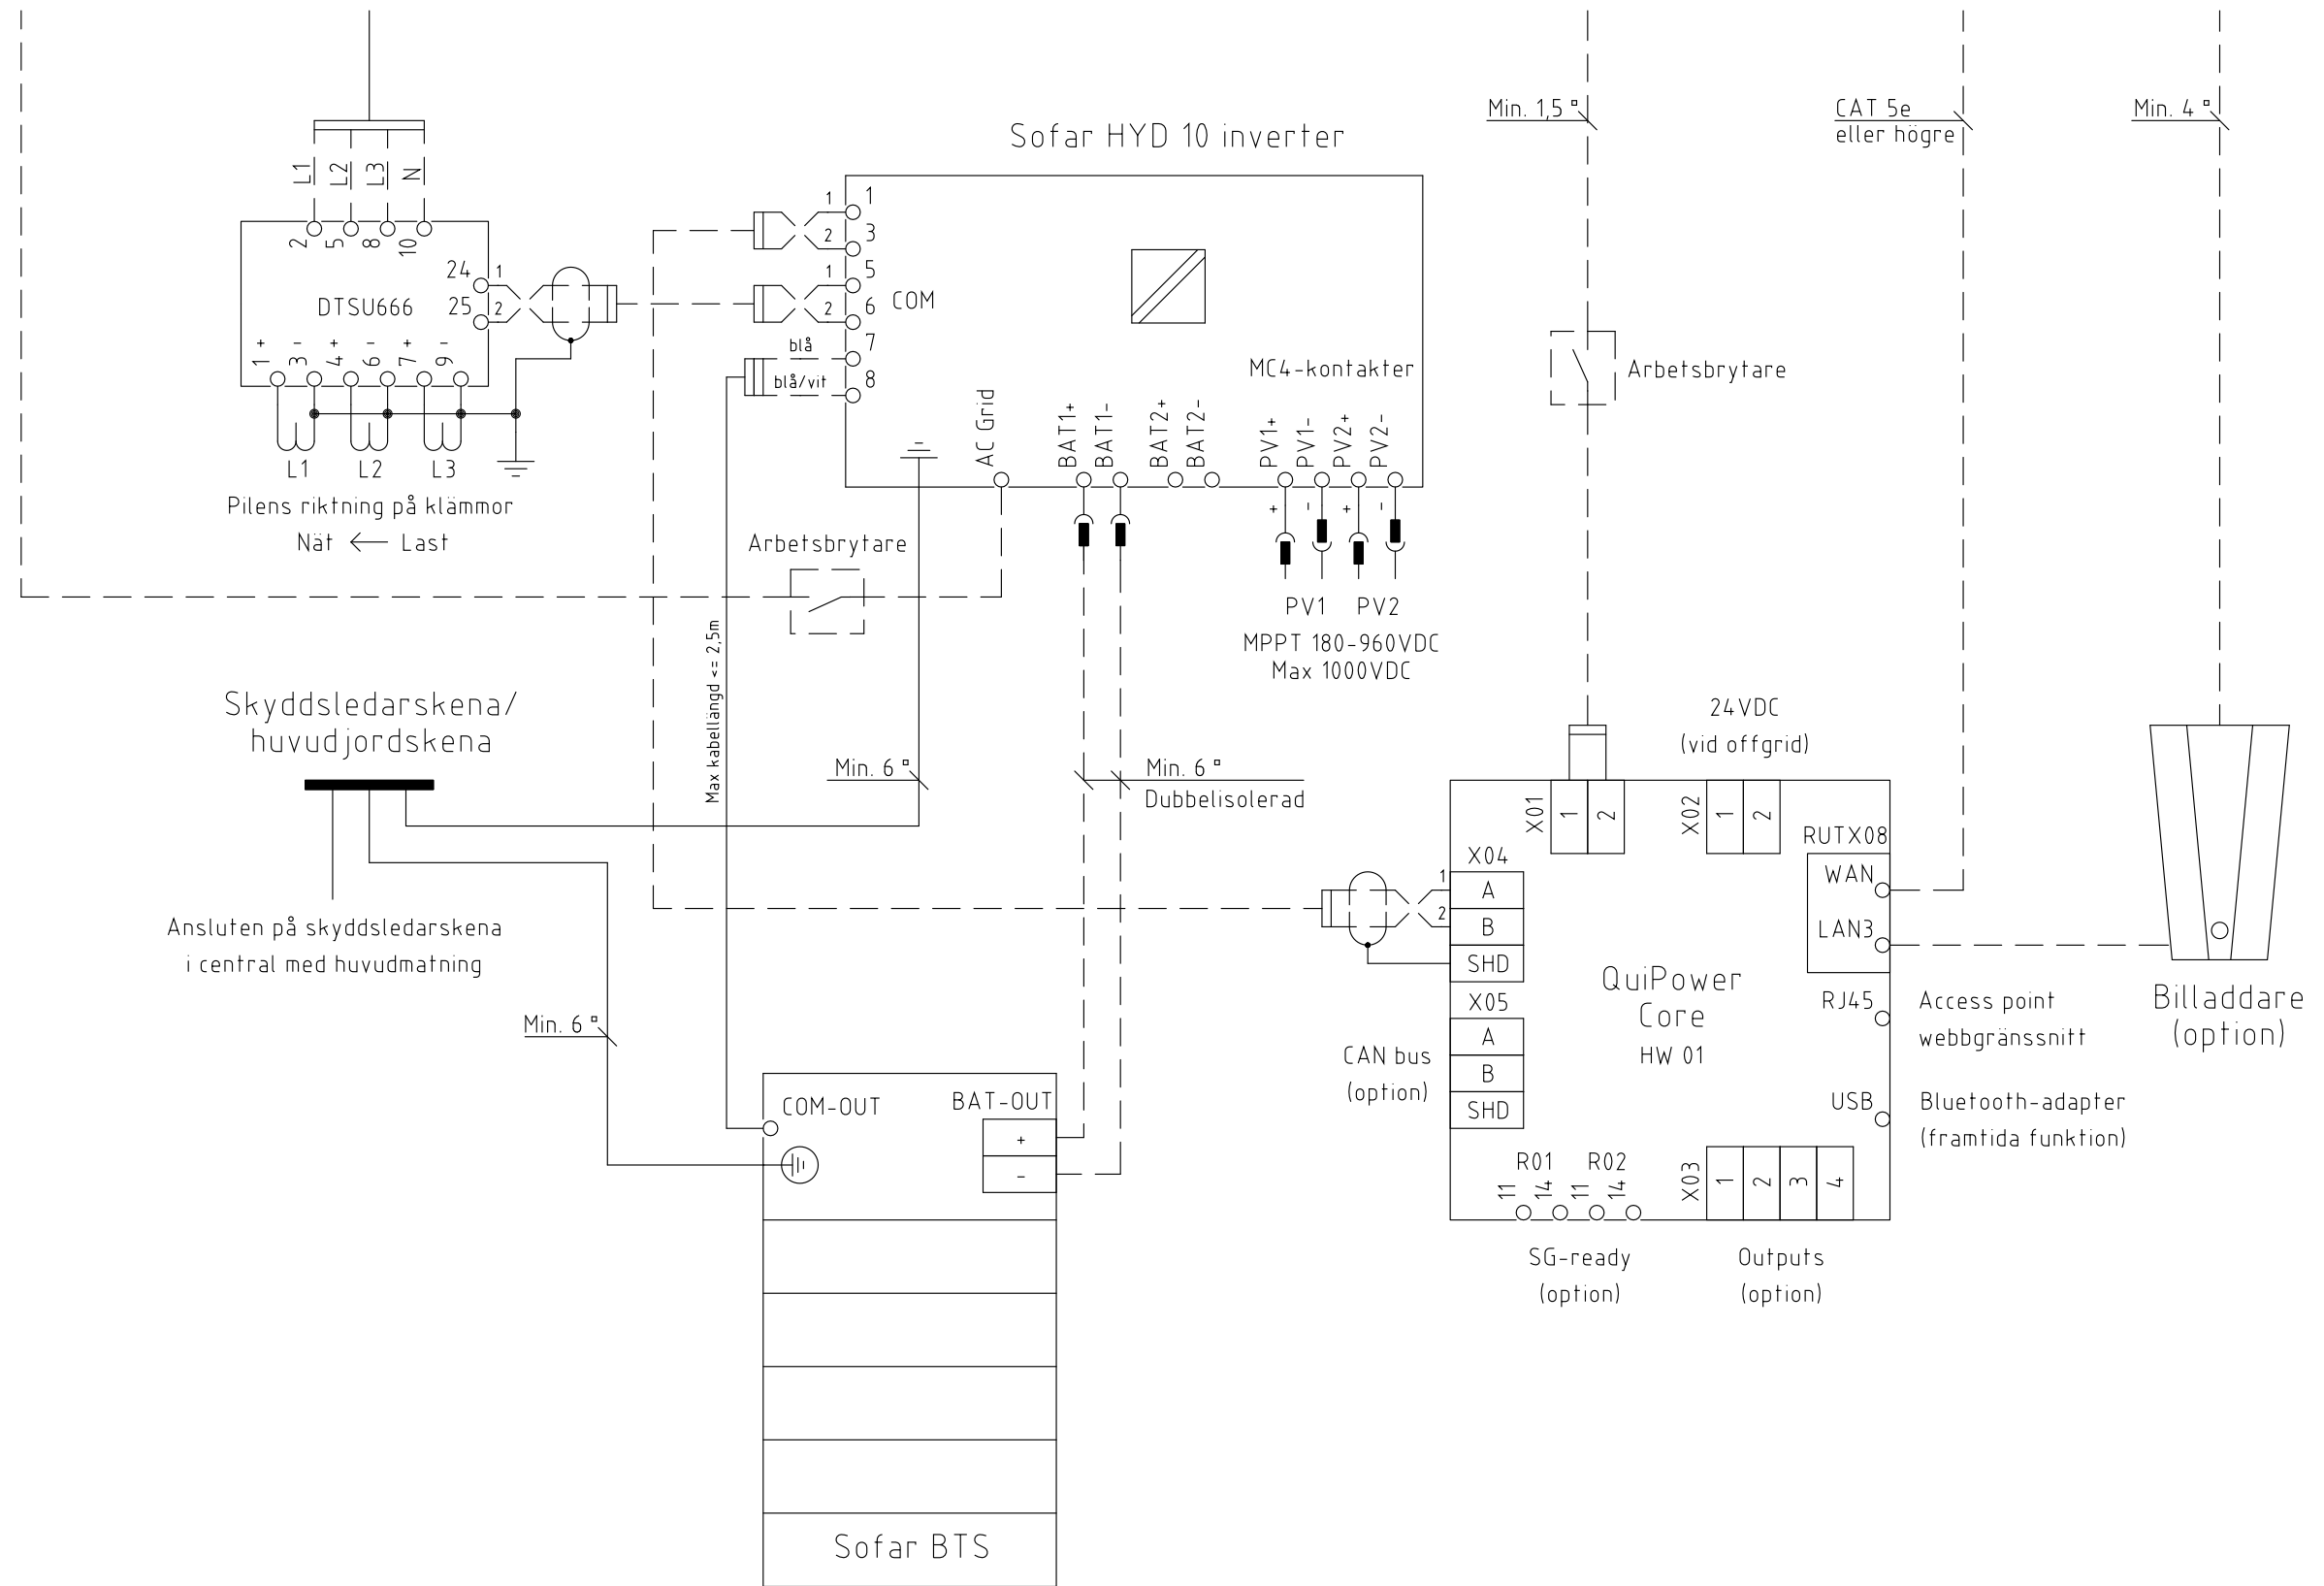 Min. 1,5 ▫
CAT 5e
eller högre
Min. 4 ▫
Sofar HYD 10 inverter
L1
L2
L3
N
2
5
8
10
24
25
1
2
DTSU666
1 +
3 -
4 +
6 -
7 +
9 -
L1
L2
L3
Pilens riktning på klämmor
Nät
Last
1
1
2
3
1
5
2
6
COM
blå
7
blå/vit
8
MC4-kontakter
AC Grid
BAT1+
BAT1-
BAT2+
BAT2-
PV1+
PV1-
PV2+
PV2-
+
-
+
-
PV1
PV2
MPPT 180-960VDC
Max 1000VDC
Arbetsbrytare
Arbetsbrytare
Max kabellängd <= 2,5m
Skyddsledarskena/
huvudjordskena
Min. 6 ▫
Min. 6 ▫
Dubbelisolerad
Ansluten på skyddsledarskena
i central med huvudmatning
Min. 6 ▫
24VDC
(vid offgrid)
X01
1
2
X02
1
2
RUTX08
WAN
LAN3
X04
1
2
A
B
SHD
X05
A
B
SHD
CAN bus
(option)
QuiPower
Core
HW 01
RJ45
Access point
webbgränssnitt
USB
Bluetooth-adapter
(framtida funktion)
Billaddare
(option)
R01
R02
11
14
11
14
X03
1
2
3
4
SG-ready
(option)
Outputs
(option)
COM-OUT
BAT-OUT
+
-
Sofar BTS